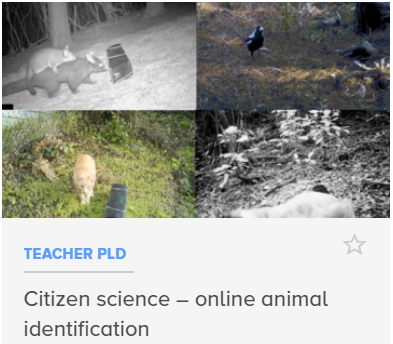 TEACHER PLD
Citizen science – online animal
identification